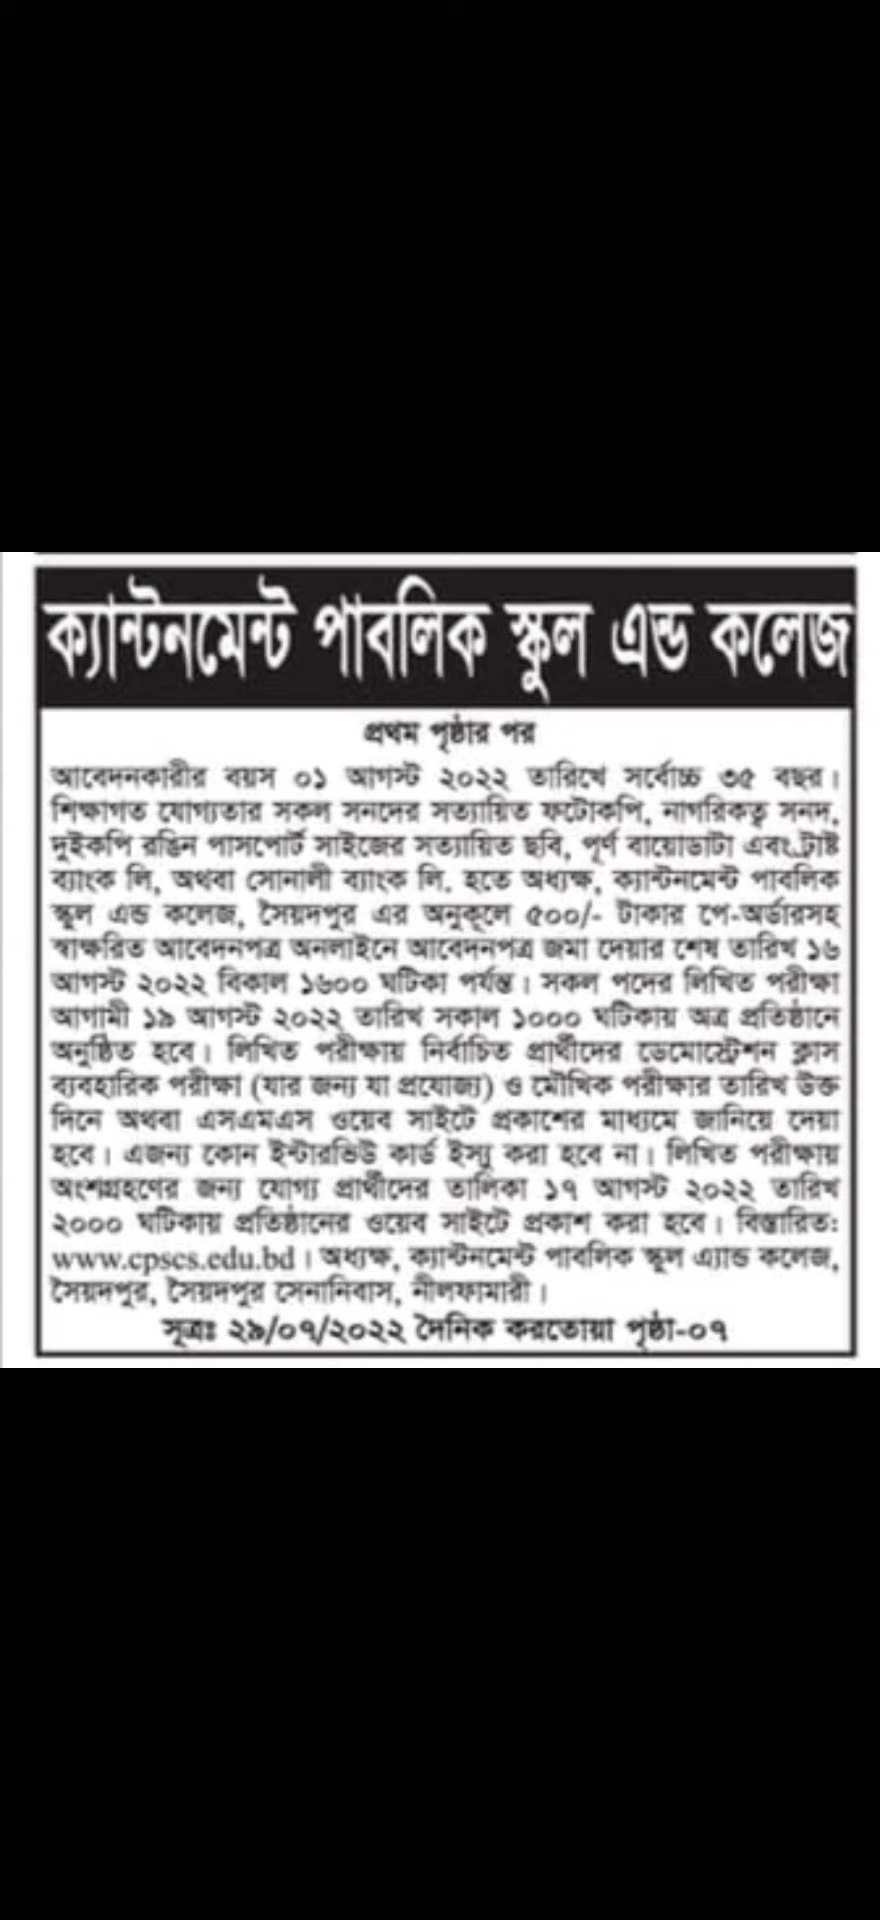 ক্যান্টনমেন্ট পাবলিক স্কুল এন্ড কলেজ
প্রথম পৃষ্ঠার পর
আবেদনকারীর বয়স ০১ আগস্ট ২০২২ তারিখে সর্বোচ্চ ৩৫ বছর।
শিক্ষাগত যোগ্যতার সকল সনদের সত্যায়িত ফটোকপি, নাগরিকত্ব সনদ,
দুইকপি রঙিন পাসপোর্ট সাইজের সত্যায়িত ছবি, পূর্ণ বায়োডাটা এবং ট্রাষ্ট
ব্যাংক লি, অথবা সোনালী ব্যাংক লি. হতে অধ্যক্ষ, ক্যান্টনমেন্ট পাবলিক
স্কুল এন্ড কলেজ, সৈয়দপুর এর অনুকূলে ৫০০/- টাকার পে-অর্ডারসহ
স্বাক্ষরিত আবেদনপত্র অনলাইনে আবেদনপত্র জমা দেয়ার শেষ তারিখ ১৬
আগস্ট ২০২২ বিকাল ১৬০০ ঘটিকা পর্যন্ত। সকল পদের লিখিত পরীক্ষা
আগামী ১৯ আগস্ট ২০২২ তারিখ সকাল ১০০০ ঘটিকায় অত্র প্রতিষ্ঠানে
অনুষ্ঠিত হবে। লিখিত পরীক্ষায় নির্বাচিত প্রার্থীদের ডেমোস্ট্রেশন ক্লাস
ব্যবহারিক পরীক্ষা (যার জন্য যা প্রযোজ্য) ও মৌখিক পরীক্ষার তারিখ উক্ত
দিনে অথবা এসএমএস ওয়েব সাইটে প্রকাশের মাধ্যমে জানিয়ে দেয়া
হবে। এজন্য কোন ইন্টারভিউ কার্ড ইস্যু করা হবে না। লিখিত পরীক্ষায়
অংশগ্রহণের জন্য যোগ্য প্রার্থীদের তালিকা ১৭ আগস্ট ২০২২ তারিখ
২০০০ ঘটিকায় প্রতিষ্ঠানের ওয়েব সাইটে প্রকাশ করা হবে। বিস্তারিত:
www.cpscs.edu.bd। অধ্যক্ষ, ক্যান্টনমেন্ট পাবলিক স্কুল এ্যান্ড কলেজ,
সৈয়দপুর, সৈয়দপুর সেনানিবাস, নীলফামারী।
সূত্রঃ ২৯/০৭/২০২২ দৈনিক করতোয়া পৃষ্ঠা-০৭